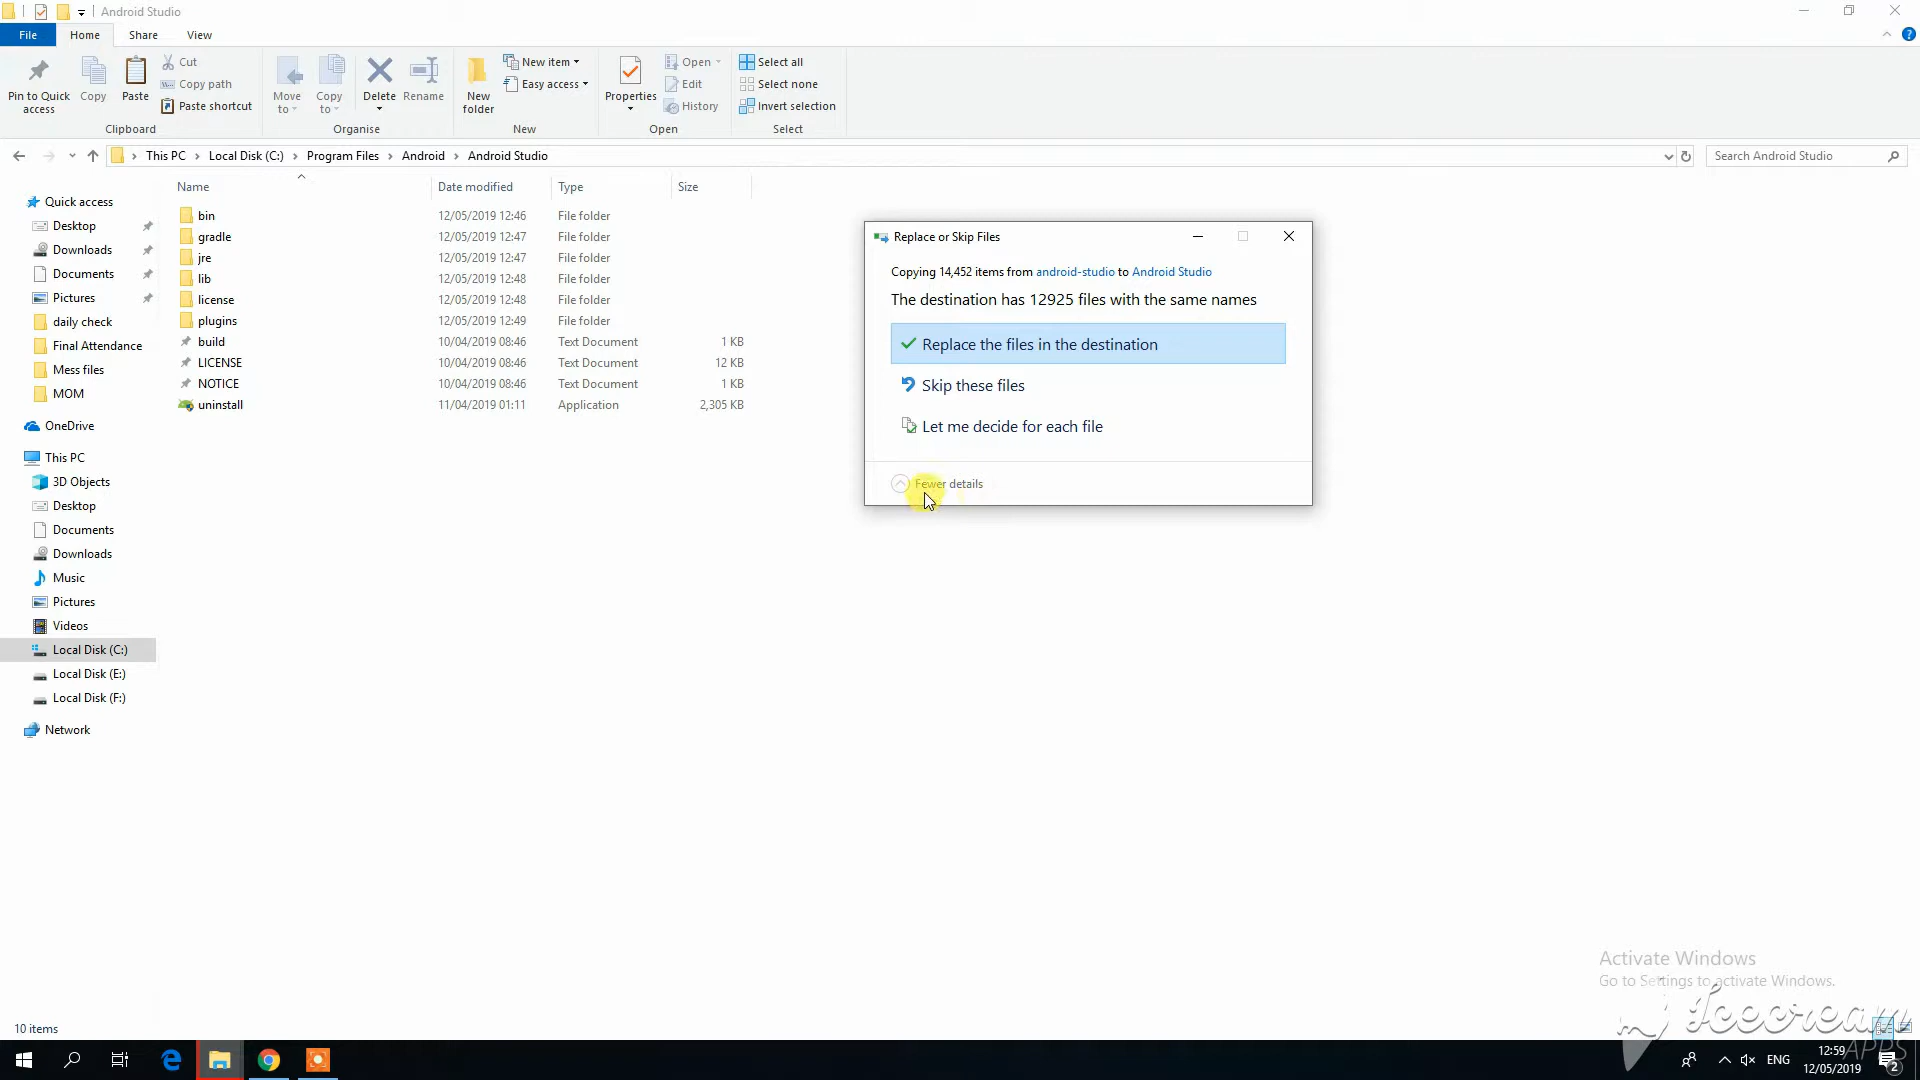 Android Studio
File Home Share View
Pin to Quick access
Copy
Paste
Cut
Copy path
Paste shortcut
Clipboard
Move to
Copy to
Delete
Rename
Organise
New folder
New item
Easy access
New
Properties
Open
Edit
History
Open
Select all
Select none
Invert selection
Select
This PC > Local Disk (C:) > Program Files > Android > Android Studio
Search Android Studio
Name Date modified Type Size
bin 12/05/2019 12:46 File folder
gradle 12/05/2019 12:47 File folder
jre 12/05/2019 12:47 File folder
lib 12/05/2019 12:48 File folder
license 12/05/2019 12:48 File folder
plugins 12/05/2019 12:49 File folder
build 10/04/2019 08:46 Text Document 1 KB
LICENSE 10/04/2019 08:46 Text Document 12 KB
NOTICE 10/04/2019 08:46 Text Document 1 KB
uninstall 11/04/2019 01:11 Application 2,305 KB
Quick access
Desktop
Downloads
Documents
Pictures
daily check
Final Attendance
Mess files
MOM
OneDrive
This PC
3D Objects
Desktop
Documents
Downloads
Music
Pictures
Videos
Local Disk (C:)
Local Disk (E:)
Local Disk (F:)
Network
Replace or Skip Files
Copying 14,452 items from android-studio to Android Studio
The destination has 12925 files with the same names
Replace the files in the destination
Skip these files
Let me decide for each file
Fewer details
Activate Windows
Go to Settings to activate Windows.
Icecream
APPS
10 items
ENG
12:59
12/05/2019
2